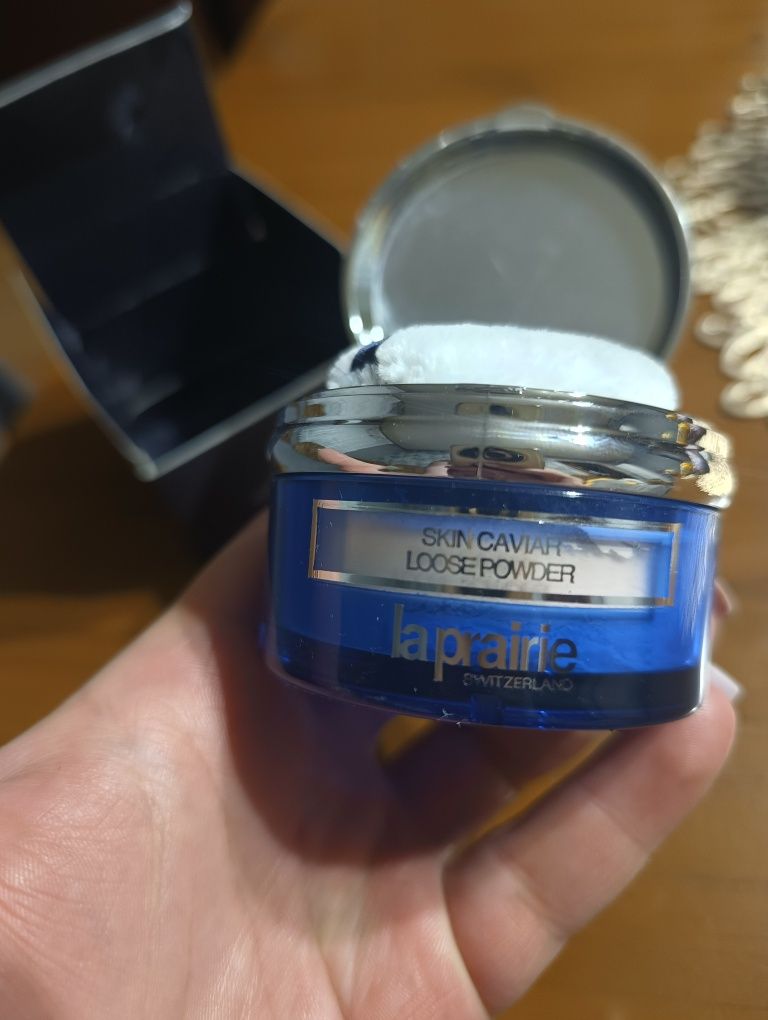 SKIN CAVIAR
LOOSE POWDER
la prairie
SWITZERLAND